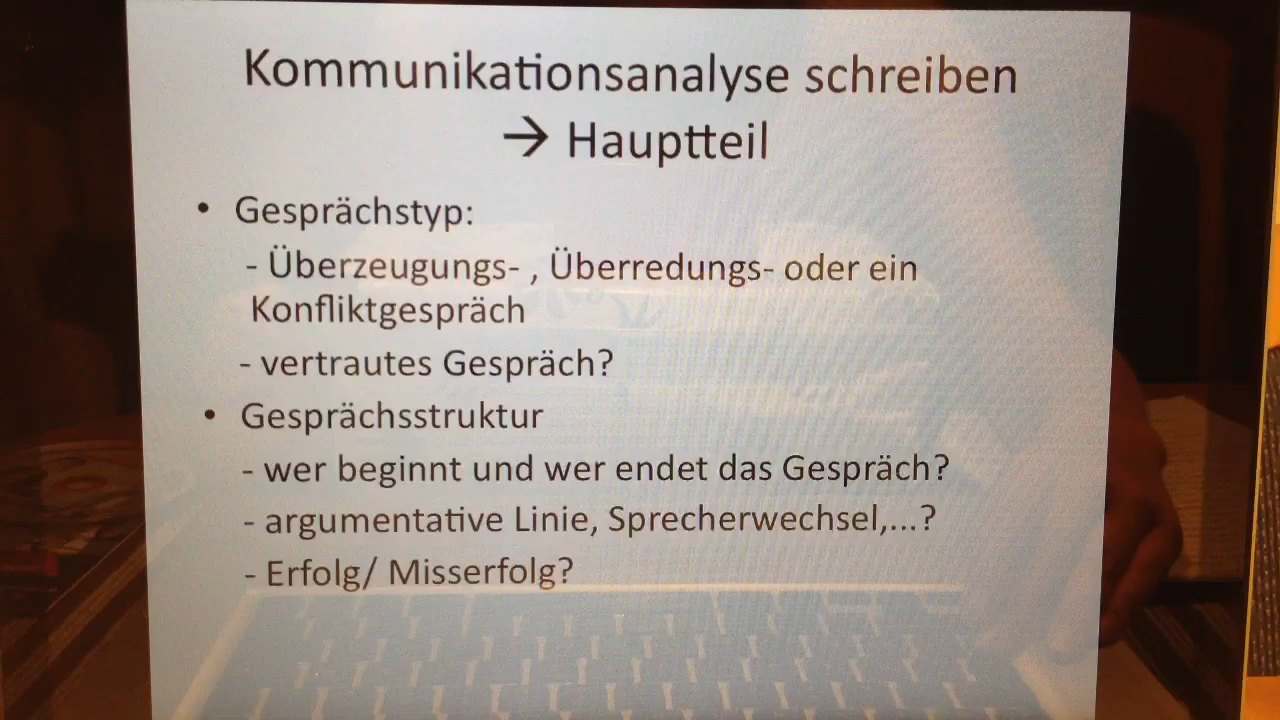 Kommunikationsanalyse schreiben
→ Hauptteil
• Gesprächstyp:
- Überzeugungs- , Überredungs- oder ein
Konfliktgespräch
- vertrautes Gespräch?
• Gesprächsstruktur
- wer beginnt und wer endet das Gespräch?
- argumentative Linie, Sprecherwechsel,...?
- Erfolg/ Misserfolg?